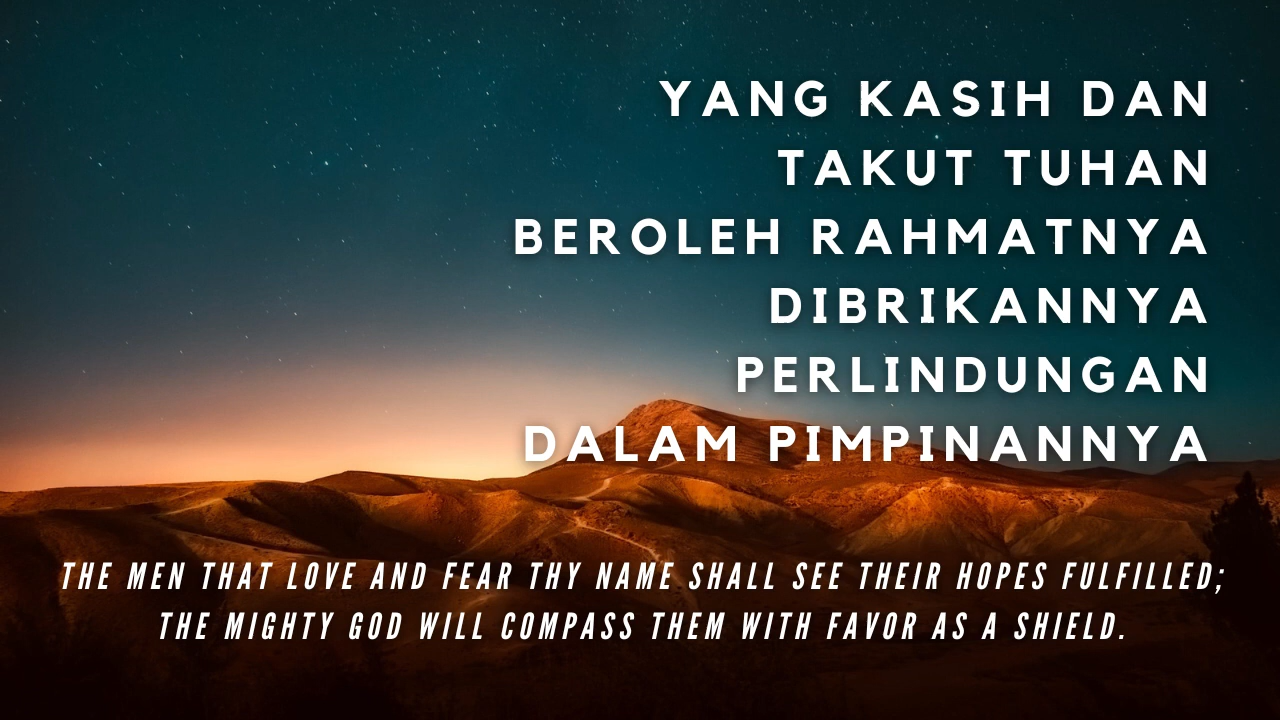 YANG KASIH DAN
TAKUT TUHAN
BEROLEH RAHMATNYA
DIBRIKANNYA
PERLINDUNGAN
DALAM PIMPINANNYA
THE MEN THAT LOVE AND FEAR THY NAME SHALL SEE THEIR HOPES FULFILLED;
THE MIGHTY GOD WILL COMPASS THEM WITH FAVOR AS A SHIELD.